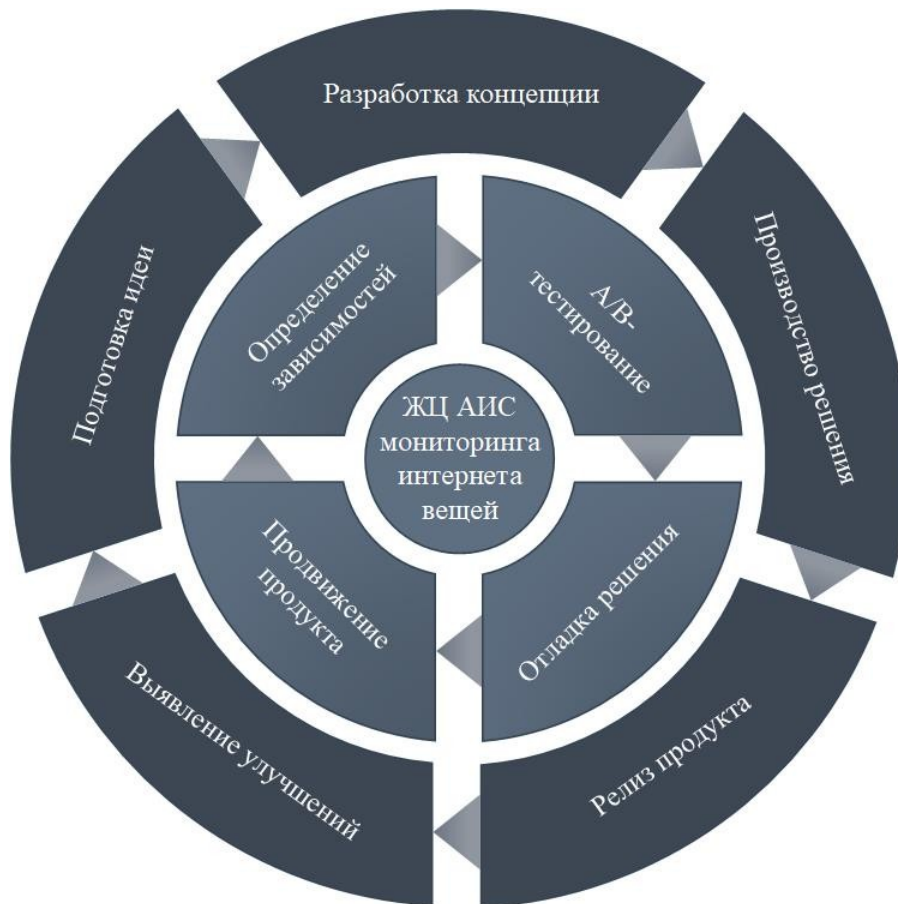 Разработка концепции
Производство решения
Релиз продукта
Выявление улучшений
Подготовка идеи
Определение
зависимостей
A/B-
тестирование
Отладка решения
Продвижение
продукта
ЖЦ АИС
мониторинга
интернета
вещей